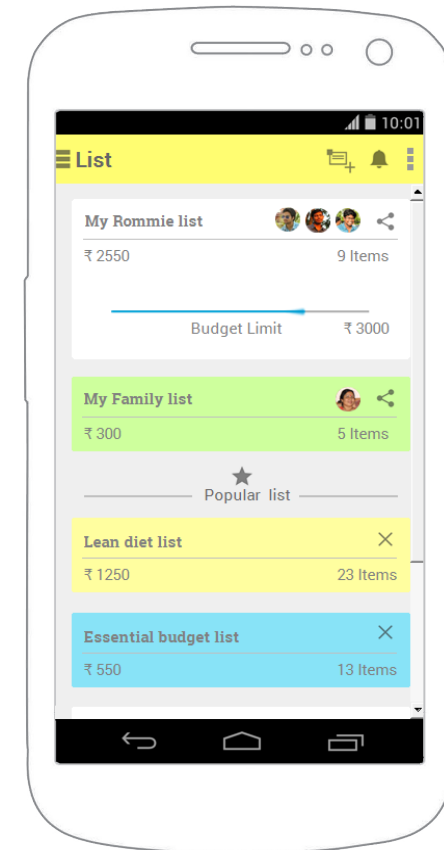 10:01
List
My Rommie list
₹ 2550 9 Items
Budget Limit ₹ 3000
My Family list
₹ 300 5 Items
Popular list
Lean diet list
₹ 1250 23 Items
Essential budget list
₹ 550 13 Items